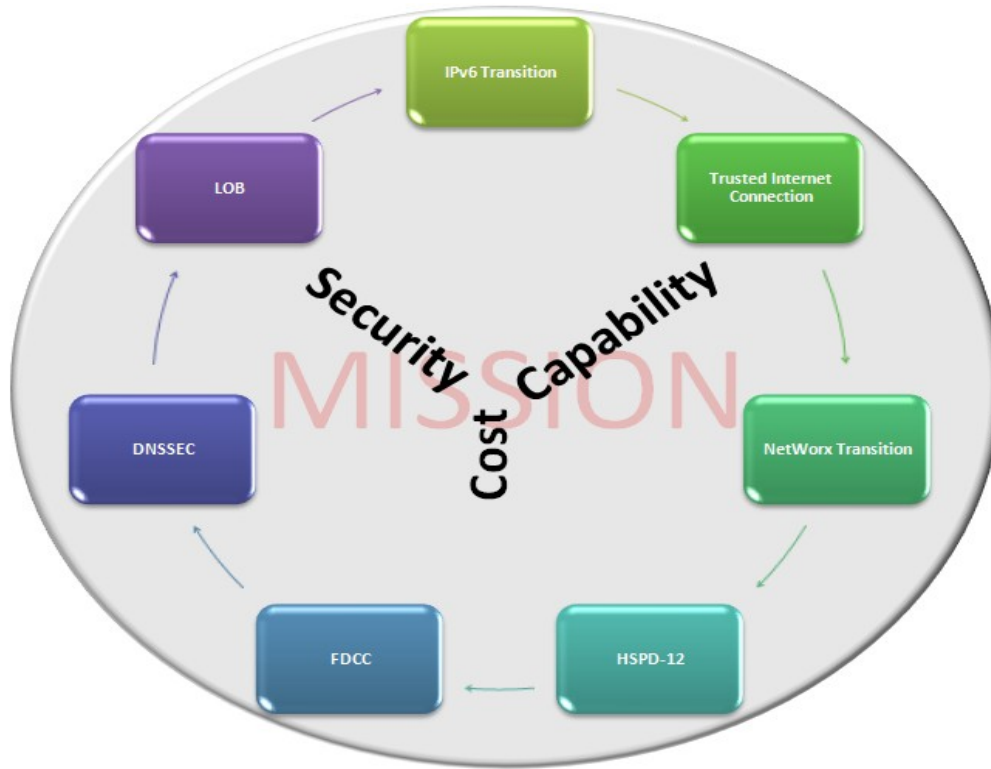 IPv6 Transition
Trusted Internet
Connection
NetWorx Transition
HSPD-12
FDCC
DNSSEC
LOB
Security
Capability
Cost
MISSION